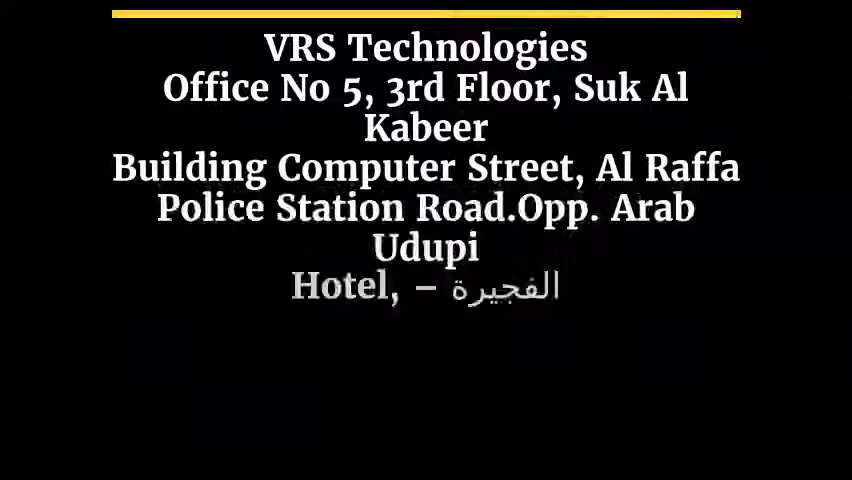 VRS Technologies
Office No 5, 3rd Floor, Suk Al
Kabeer
Building Computer Street, Al Raffa
Police Station Road.Opp. Arab
Udupi
Hotel, – الفجيرة